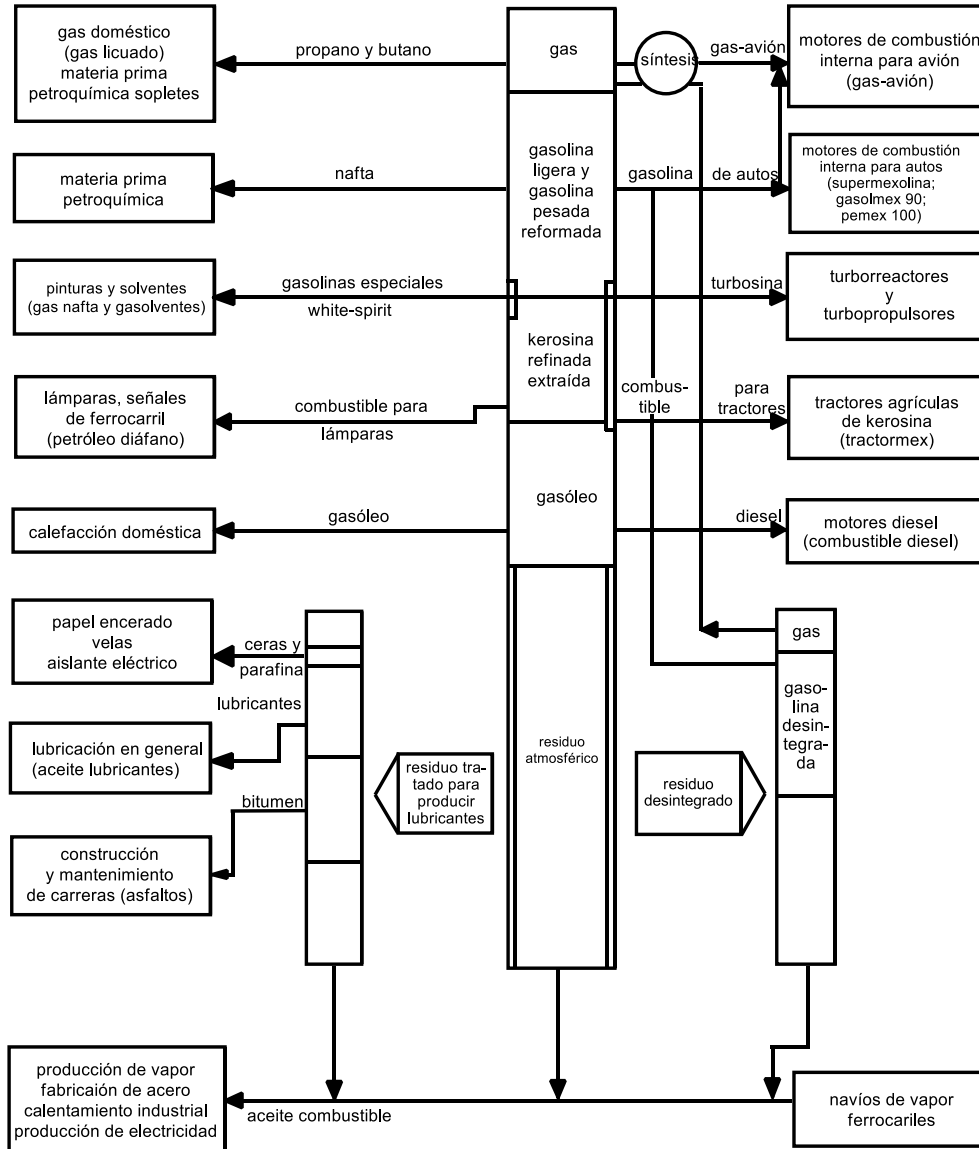 gas doméstico
(gas licuado)
materia prima
petroquímica sopletes
propano y butano
gas
síntesis
gas-avión
motores de combustión
interna para avión
(gas-avión)
materia prima
petroquímica
nafta
gasolina
ligera y
gasolina
pesada
reformada
gasolina
de autos
motores de combustión
interna para autos
(supermexolina;
gasolmex 90;
pemex 100)
pinturas y solventes
(gas nafta y gasolventes)
gasolinas especiales
white-spirit
turbosina
turborreactores
y
turbopropulsores
kerosina
refinada
extraída
lámparas, señales
de ferrocarril
(petróleo diáfano)
combustible para
lámparas
combus-
tible
para
tractores
tractores agrículas
de kerosina
(tractormex)
calefacción doméstica
gasóleo
gasóleo
diesel
motores diesel
(combustible diesel)
papel encerado
velas
aislante eléctrico
ceras y
parafina
gas
lubricantes
gaso-
lina
desin-
tegra-
da
lubricación en general
(aceite lubricantes)
bitumen
residuo tra-
tado para
producir
lubricantes
residuo
atmosférico
residuo
desintegrado
construcción
y mantenimiento
de carreras (asfaltos)
producción de vapor
fabricaión de acero
calentamiento industrial
producción de electricidad
aceite combustible
navíos de vapor
ferrocariles